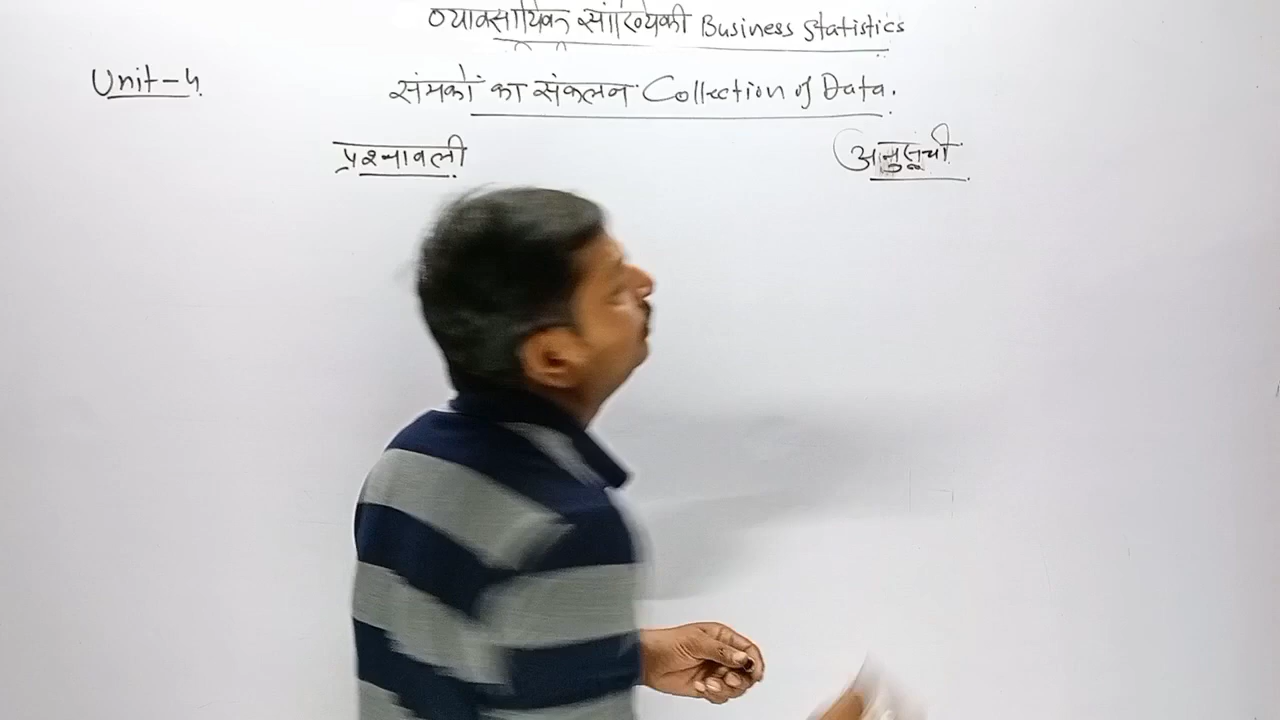 व्यावसायिक सांख्यिकी Business Statistics
Unit-4
संमकों का संकलन Collection of Data.
प्रश्नावली
अनुसूची